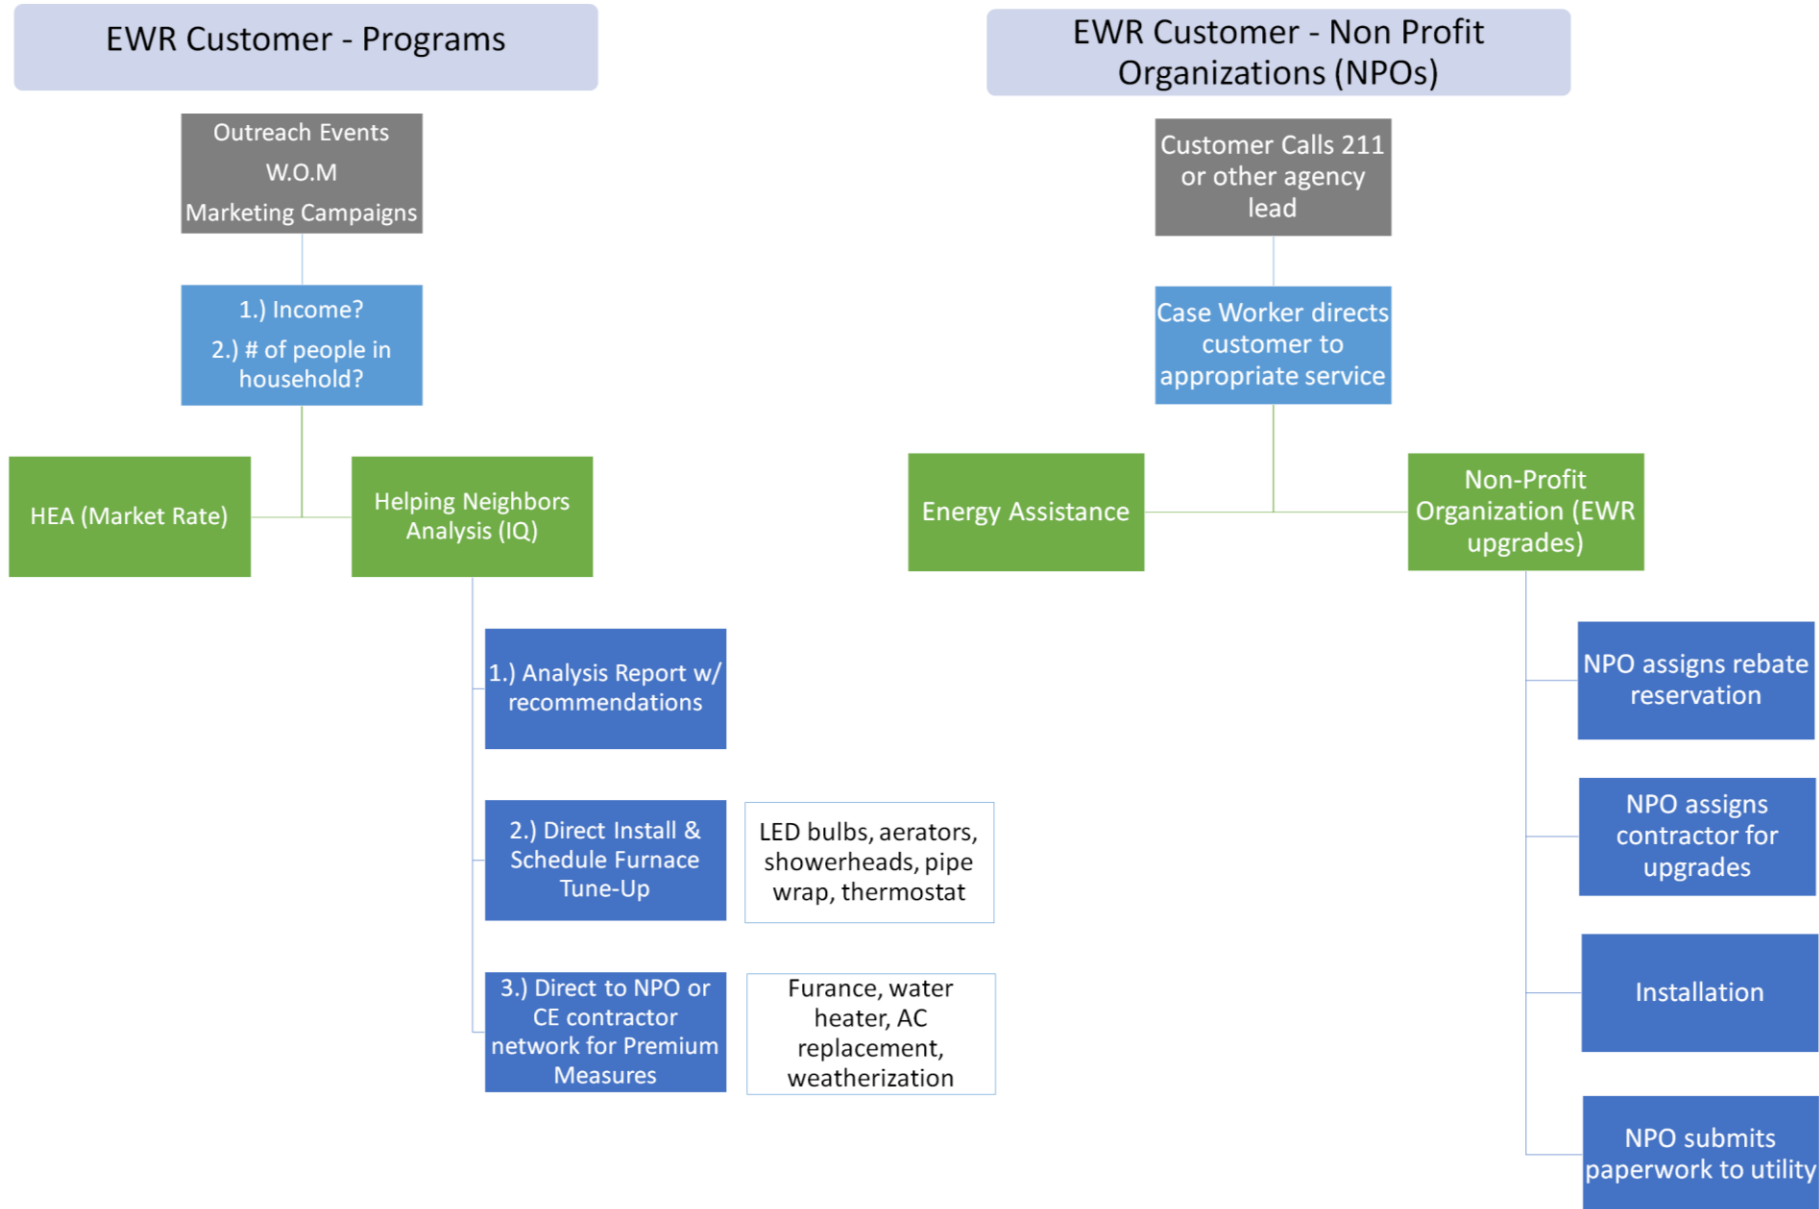 EWR Customer - Programs
Outreach Events
W.O.M
Marketing Campaigns
1.) Income?
2.) # of people in
household?
HEA (Market Rate)
Helping Neighbors
Analysis (IQ)
1.) Analysis Report w/
recommendations
2.) Direct Install &
Schedule Furnace
Tune-Up
LED bulbs, aerators,
showerheads, pipe
wrap, thermostat
3.) Direct to NPO or
CE contractor
network for Premium
Measures
Furance, water
heater, AC
replacement,
weatherization
EWR Customer - Non Profit
Organizations (NPOs)
Customer Calls 211
or other agency
lead
Case Worker directs
customer to
appropriate service
Energy Assistance
Non-Profit
Organization (EWR
upgrades)
NPO assigns rebate
reservation
NPO assigns
contractor for
upgrades
Installation
NPO submits
paperwork to utility